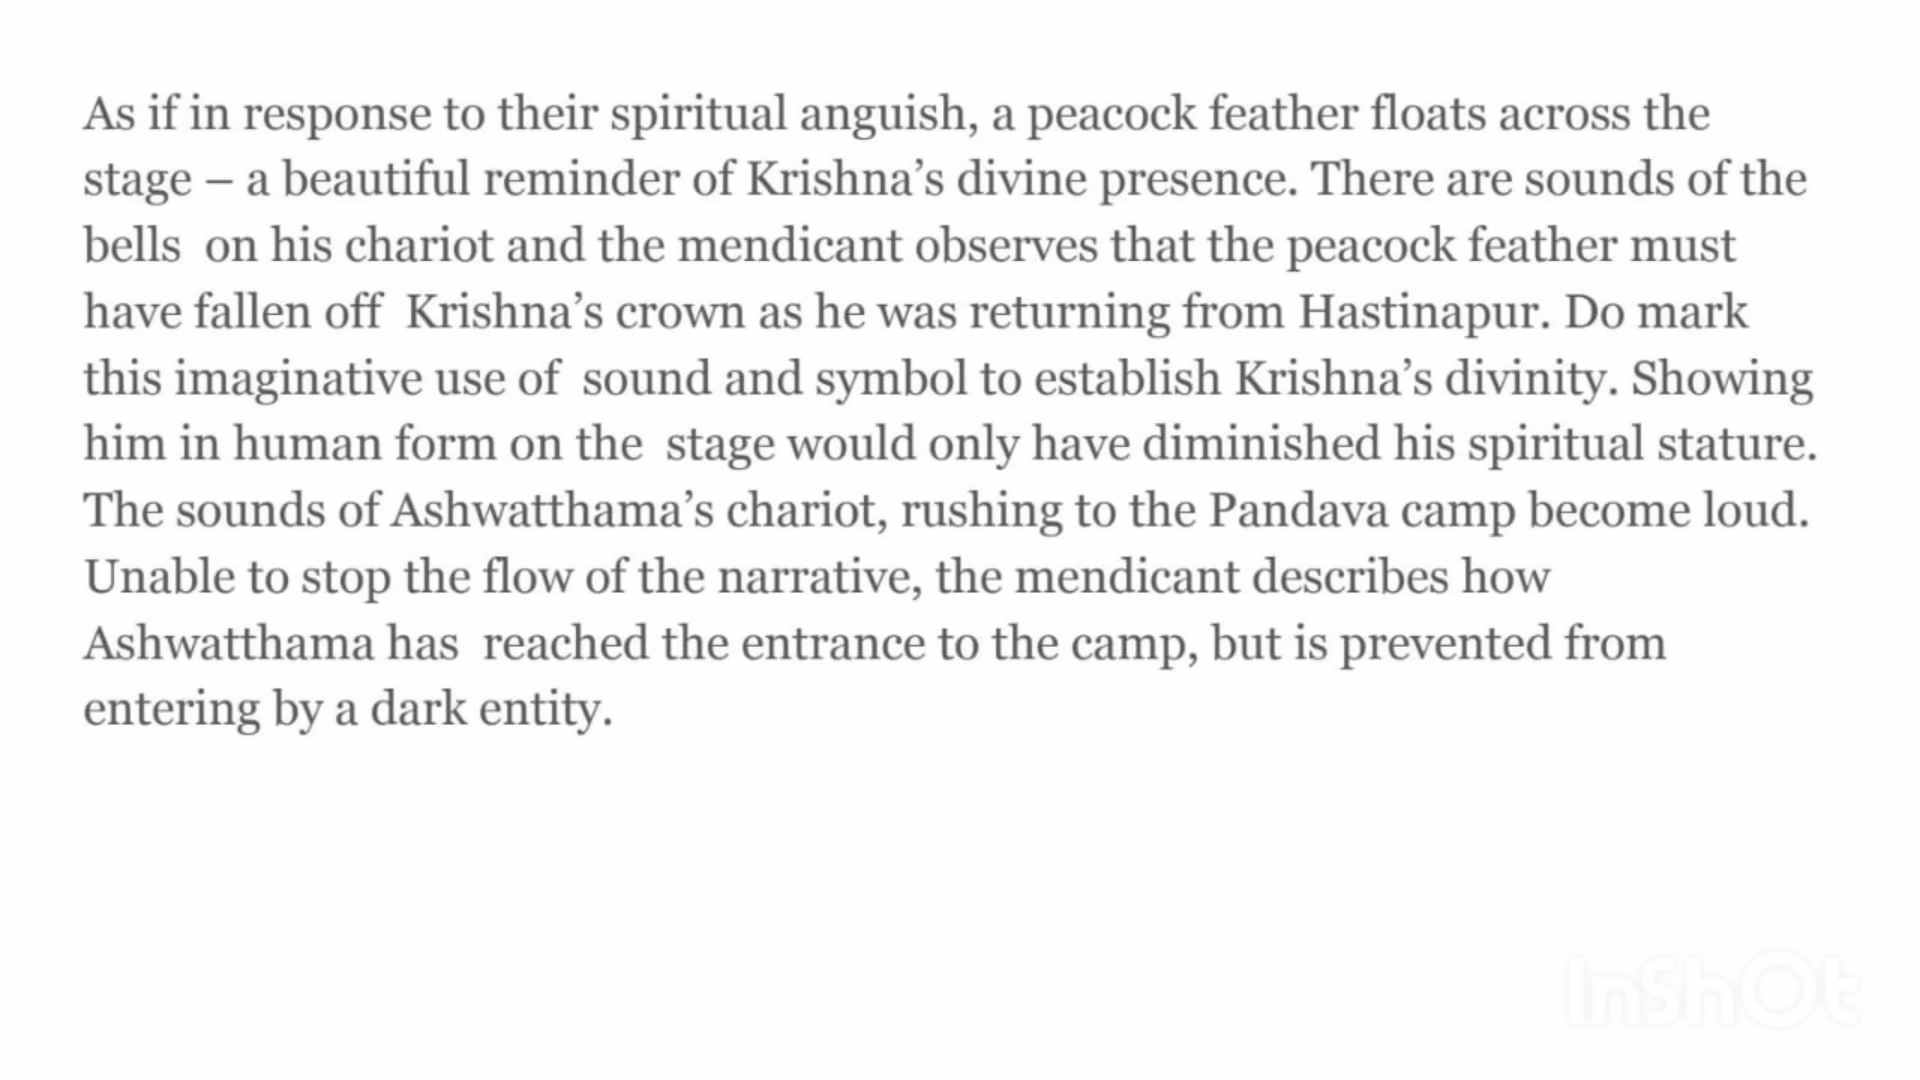 As if in response to their spiritual anguish, a peacock feather floats across the
stage – a beautiful reminder of Krishna’s divine presence. There are sounds of the
bells  on his chariot and the mendicant observes that the peacock feather must
have fallen off  Krishna’s crown as he was returning from Hastinapur. Do mark
this imaginative use of  sound and symbol to establish Krishna’s divinity. Showing
him in human form on the  stage would only have diminished his spiritual stature.
The sounds of Ashwatthama’s chariot, rushing to the Pandava camp become loud.
Unable to stop the flow of the narrative, the mendicant describes how
Ashwatthama has  reached the entrance to the camp, but is prevented from
entering by a dark entity.
InShOt